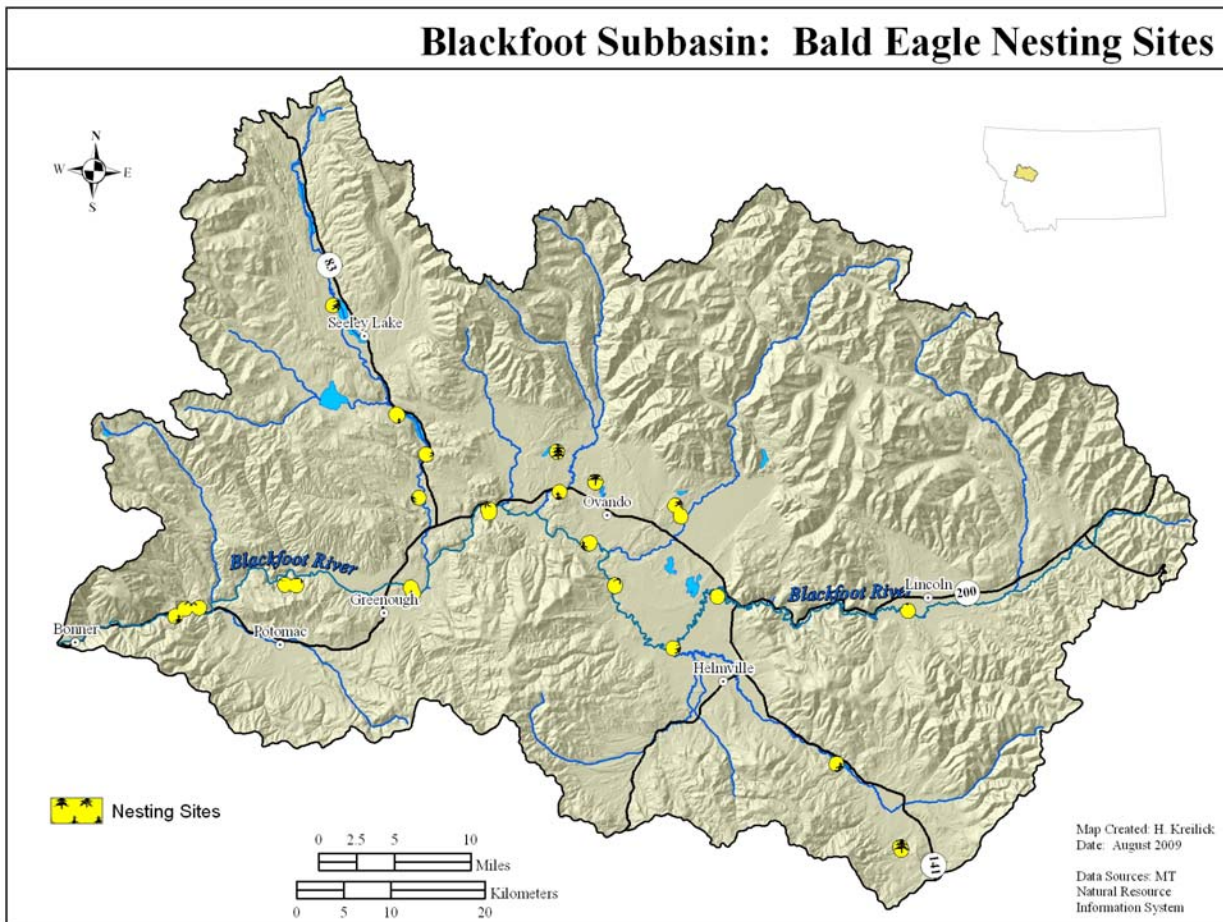 Blackfoot Subbasin: Bald Eagle Nesting Sites
N
W E
S
83
Seeley Lake
Ovando
Blackfoot River
Greenough
Bonner
Potomac
Blackfoot River
Lincoln
200
Helmville
141
Nesting Sites
0 2.5 5 10
Miles
Kilometers
0 5 10 20
Map Created: H. Kreilick
Date: August 2009
Data Sources: MT
Natural Resource
Information System